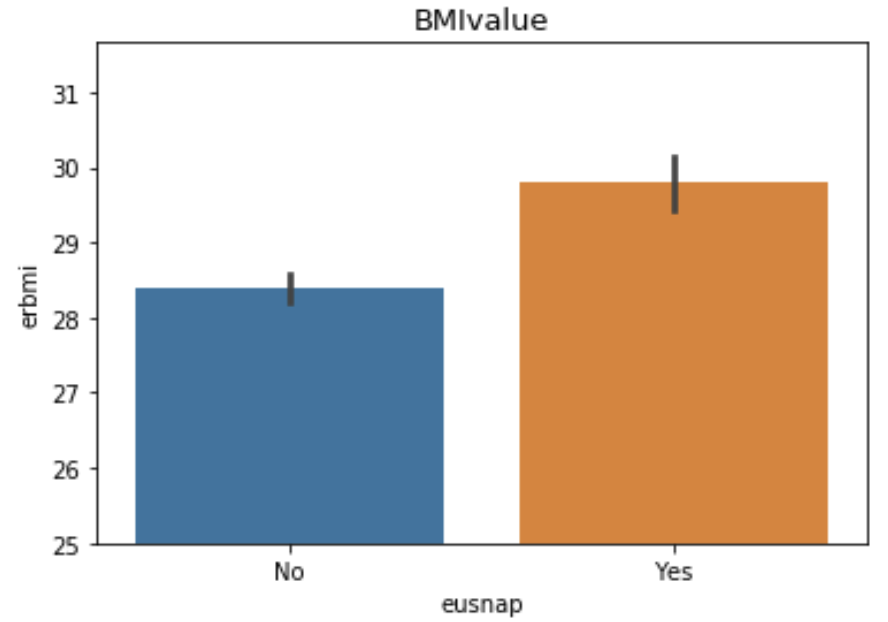 BMIvalue
31
30
29
28
27
26
25
erbmi
No Yes
eusnap